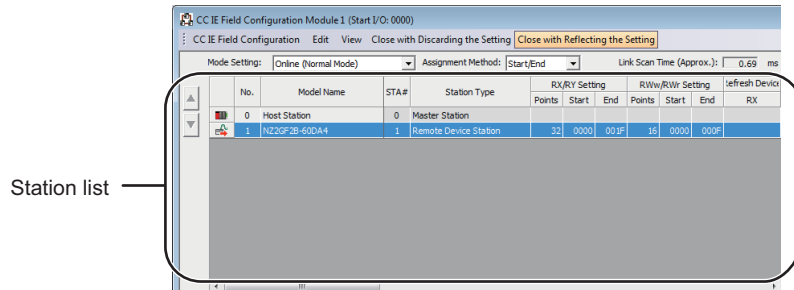 CC IE Field Configuration Module 1 (Start I/O: 0000)
CC IE Field Configuration Edit View Close with Discarding the Setting Close with Reflecting the Setting
Mode Setting: Online (Normal Mode) Assignment Method: Start/End Link Scan Time (Approx.): 0.69 ms
No. Model Name STA# Station Type RX/RY Setting RWw/RWr Setting Refresh Device
Points Start End Points Start End RX
0 Host Station 0 Master Station
1 NZ2GF2B-60DA4 1 Remote Device Station 32 0000 001F 16 0000 000F
Station list